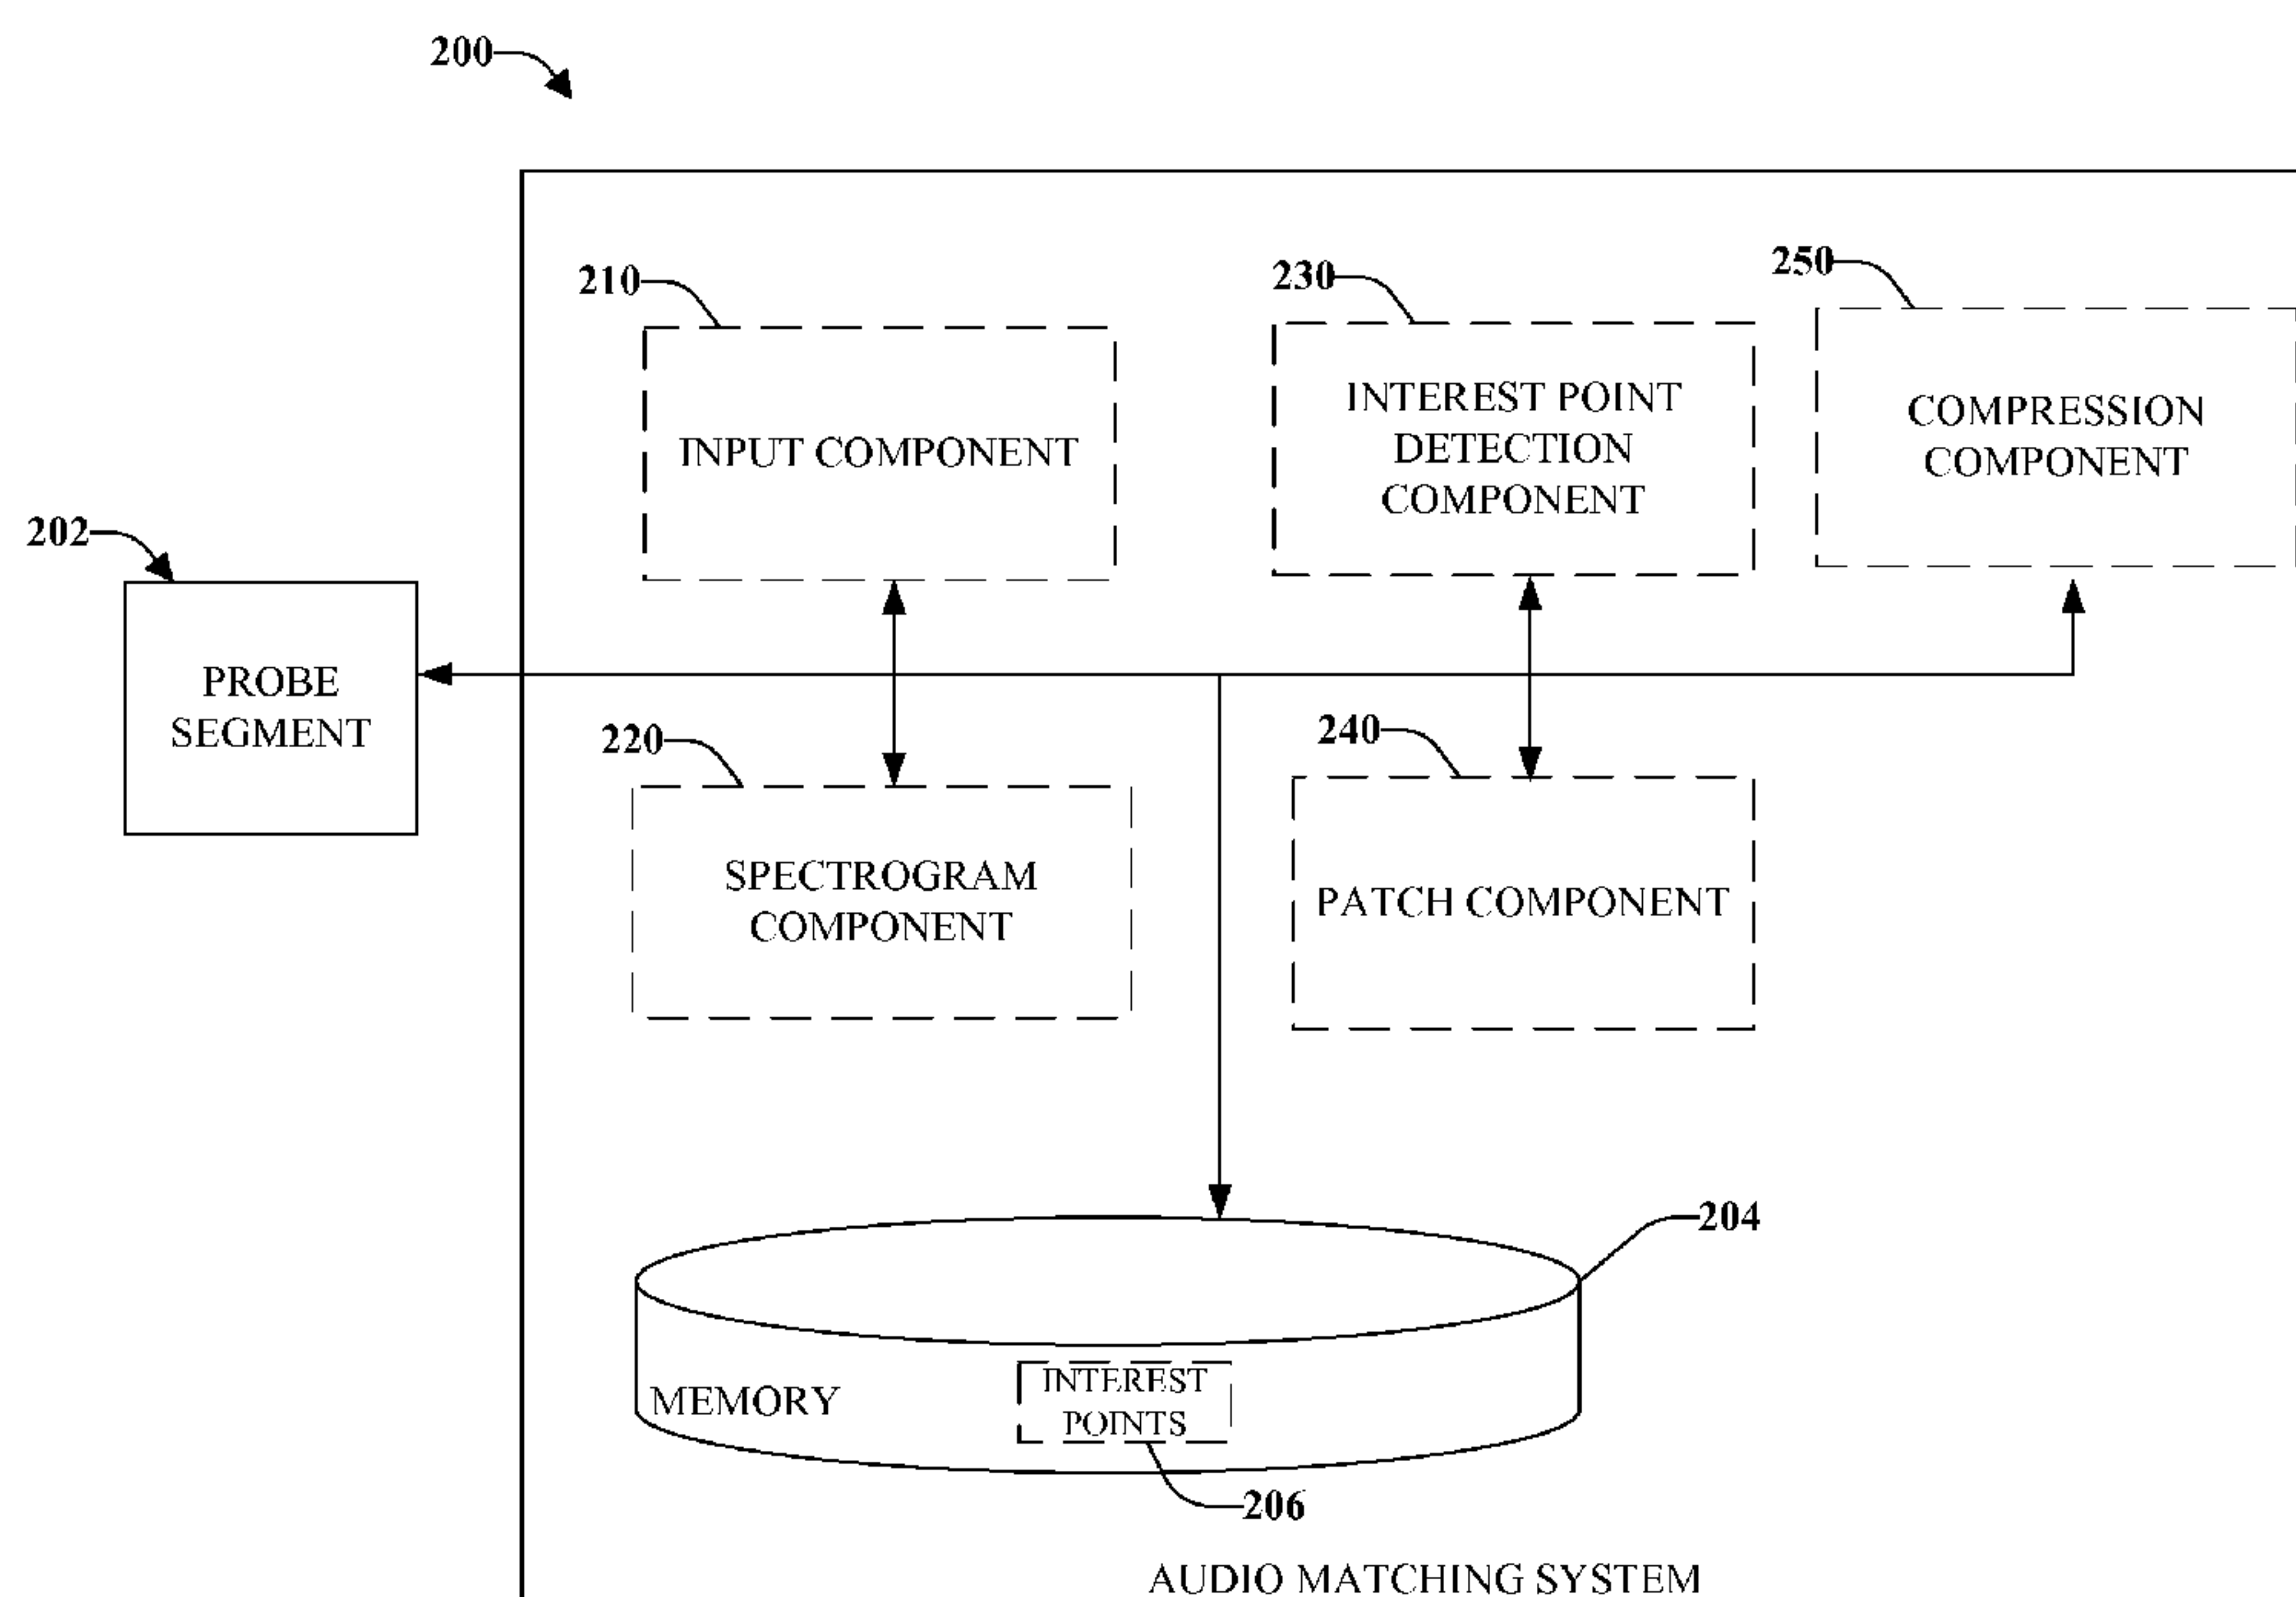 200
210
230
250
INPUT COMPONENT
INTEREST POINT
DETECTION
COMPONENT
COMPRESSION
COMPONENT
202
PROBE
SEGMENT
220
240
SPECTROGRAM
COMPONENT
PATCH COMPONENT
204
MEMORY
INTEREST
POINTS
206
AUDIO MATCHING SYSTEM